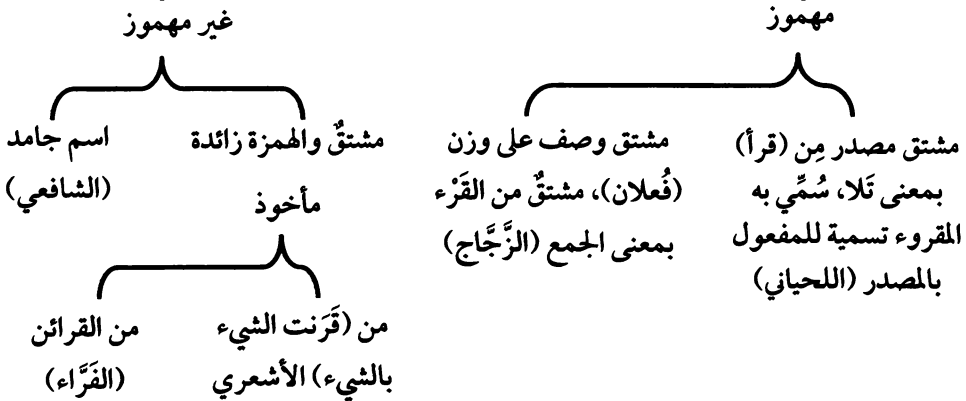 مهموز
مشتق مصدر مِن (قرأ)
بمعنى تَلا، سُمِّي به
المقروء تسمية للمفعول
بالمصدر (اللحياني)
مشتق وصف على وزن
(فُعلان)، مشتقٌ من القَرْء
بمعنى الجمع (الزَّجَّاج)
غير مهموز
مشتقٌ والهمزة زائدة
مأخوذ
من (قَرَنت الشيء
بالشيء) الأشعري
من القرائن
(الفَرَّاء)
اسم جامد
(الشافعي)